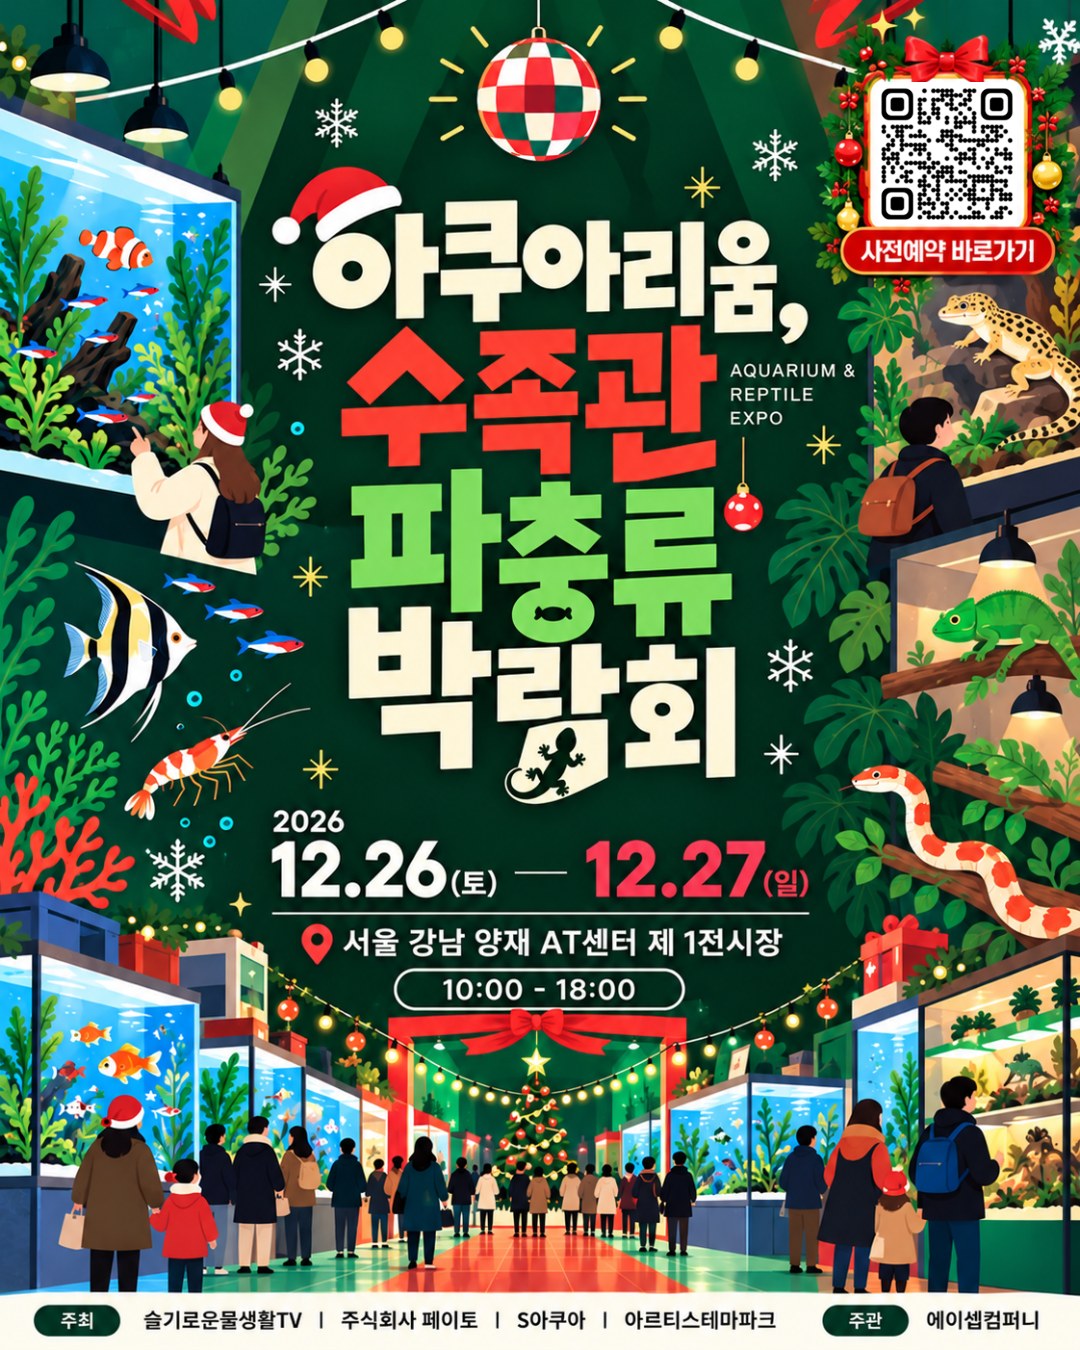 사전예약 바로가기
아쿠아리움,
수족관
AQUARIUM &
REPTILE
EXPO
파충류
박람회
2026
12.26(토) — 12.27(일)
서울 강남 양재 AT센터 제 1전시장
10:00 - 18:00
주최 슬기로운물생활TV | 주식회사 페이토 | S아쿠아 | 아르티스테마파크 주관 에이셉컴퍼니